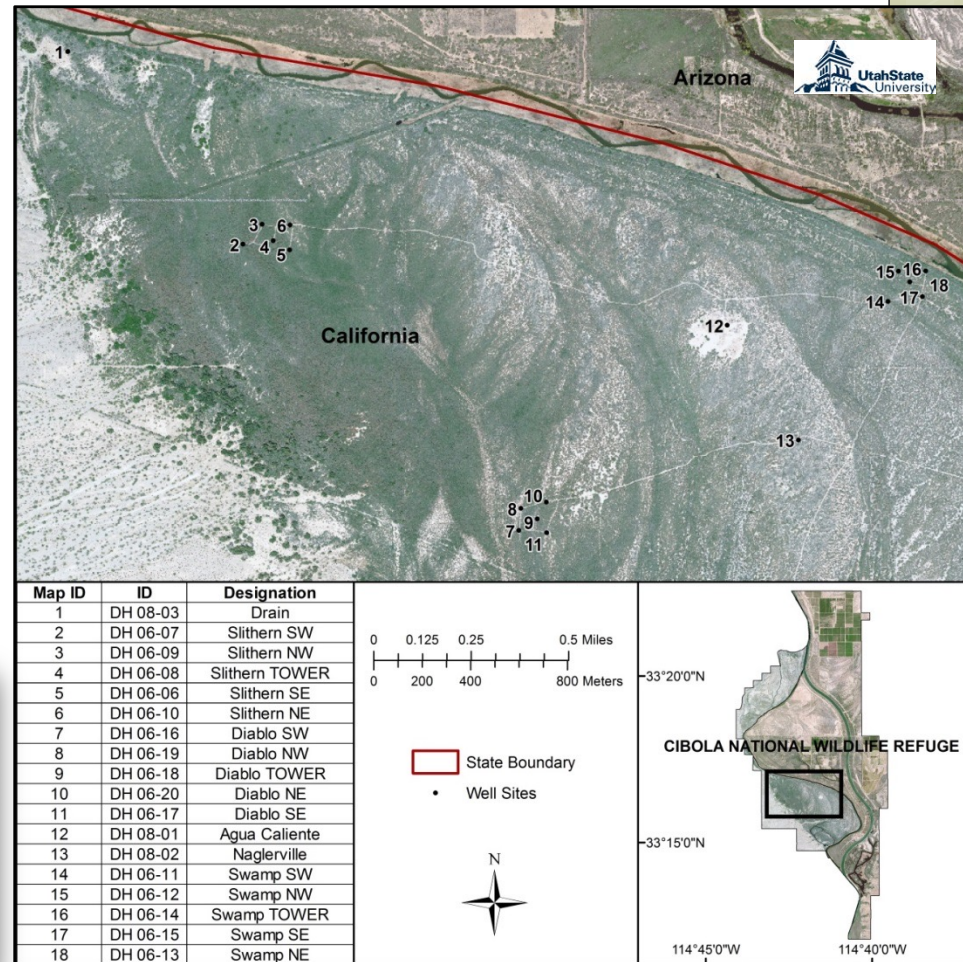 Arizona
UtahState
University
1
3
6
2
4
5
15
16
14
17
18
California
12
13
10
8
9
7
11
Map ID ID Designation
1 DH 08-03 Drain
2 DH 06-07 Slithern SW
3 DH 06-09 Slithern NW
4 DH 06-08 Slithern TOWER
5 DH 06-06 Slithern SE
6 DH 06-10 Slithern NE
7 DH 06-16 Diablo SW
8 DH 06-19 Diablo NW
9 DH 06-18 Diablo TOWER
10 DH 06-20 Diablo NE
11 DH 06-17 Diablo SE
12 DH 08-01 Agua Caliente
13 DH 08-02 Naglerville
14 DH 06-11 Swamp SW
15 DH 06-12 Swamp NW
16 DH 06-14 Swamp TOWER
17 DH 06-15 Swamp SE
18 DH 06-13 Swamp NE
0 0.125 0.25 0.5 Miles
0 200 400 800 Meters
State Boundary
Well Sites
N
33°20'0"N
CIBOLA NATIONAL WILDLIFE REFUGE
33°15'0"N
114°45'0"W 114°40'0"W